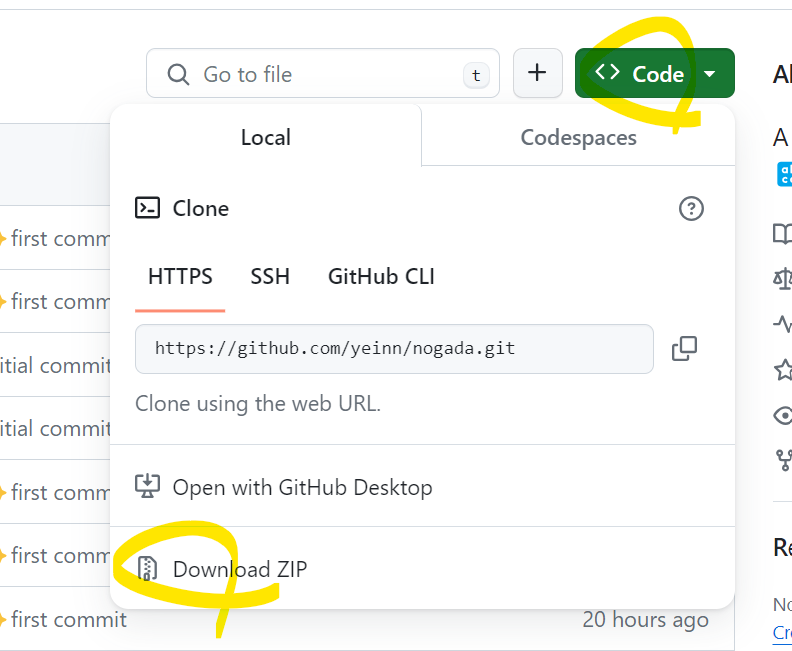 Go to file
t
Code
Local
Codespaces
Clone
HTTPS
SSH
GitHub CLI
https://github.com/yeinn/nogada.git
Clone using the web URL.
Open with GitHub Desktop
Download ZIP
first comm
first comm
itial commit
itial commit
first comm
first comm
first commit
20 hours ago
A
Re
No
Cre